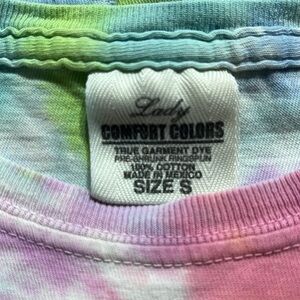 Lady
COMFORT COLORS
TRUE GARMENT DYE
PRE-SHRUNK RINGSPUN
100% COTTON
MADE IN MEXICO
SIZE S